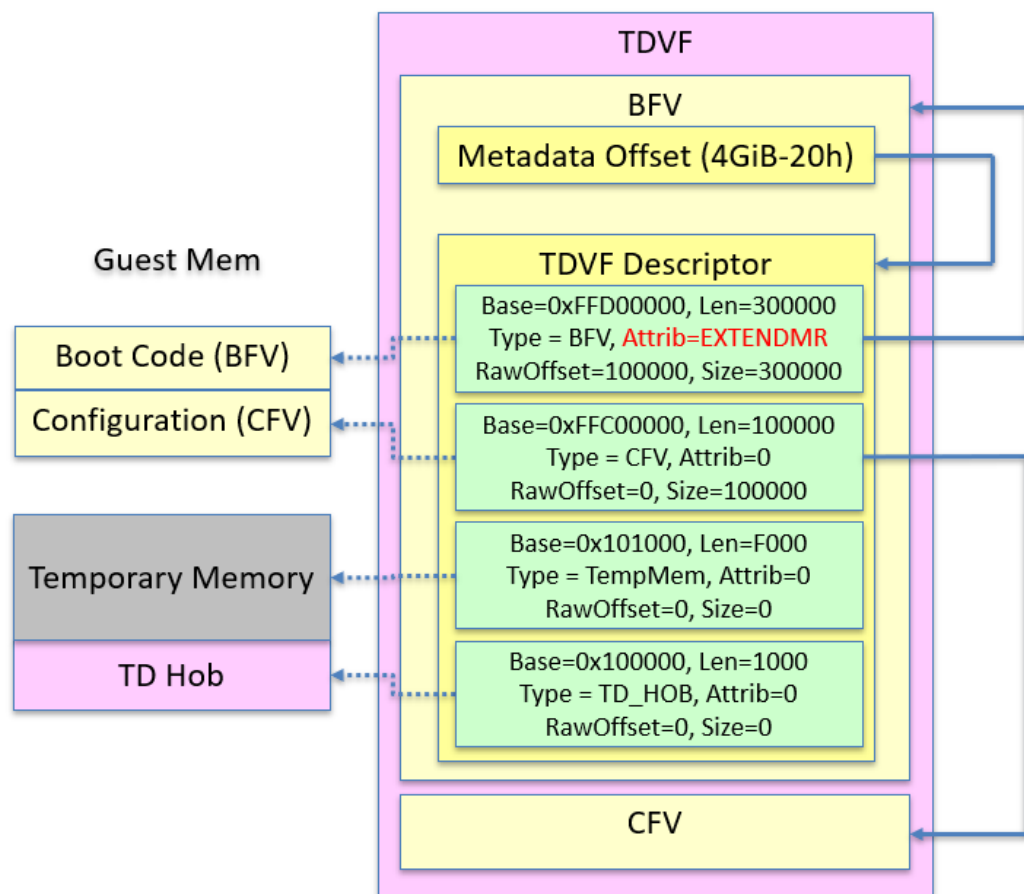 TDVF
BFV
Metadata Offset (4GiB-20h)
Guest Mem
TDVF Descriptor
Base=0xFFD00000, Len=300000
Type = BFV, Attrib=EXTENDMR
RawOffset=100000, Size=300000
Boot Code (BFV)
Configuration (CFV)
Base=0xFFC00000, Len=100000
Type = CFV, Attrib=0
RawOffset=0, Size=100000
Temporary Memory
Base=0x101000, Len=F000
Type = TempMem, Attrib=0
RawOffset=0, Size=0
TD Hob
Base=0x100000, Len=1000
Type = TD_HOB, Attrib=0
RawOffset=0, Size=0
CFV